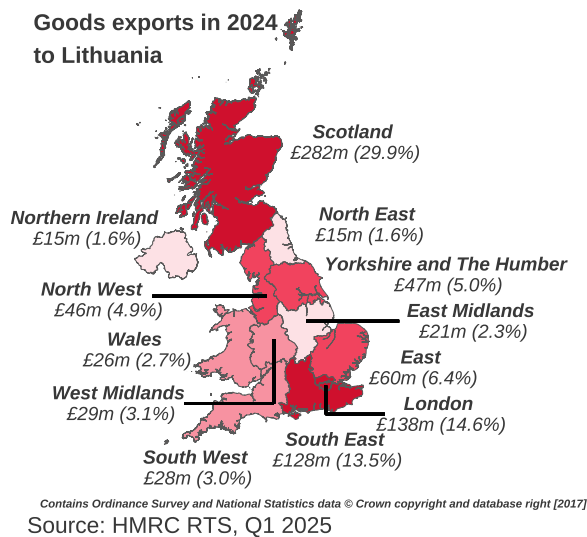 Goods exports in 2024
to Lithuania
Scotland
£282m (29.9%)
Northern Ireland
£15m (1.6%)
North East
£15m (1.6%)
Yorkshire and The Humber
£47m (5.0%)
North West
£46m (4.9%)
East Midlands
£21m (2.3%)
Wales
£26m (2.7%)
East
£60m (6.4%)
West Midlands
£29m (3.1%)
London
£138m (14.6%)
South East
£128m (13.5%)
South West
£28m (3.0%)
Contains Ordnance Survey and National Statistics data © Crown copyright and database right [2017]
Source: HMRC RTS, Q1 2025